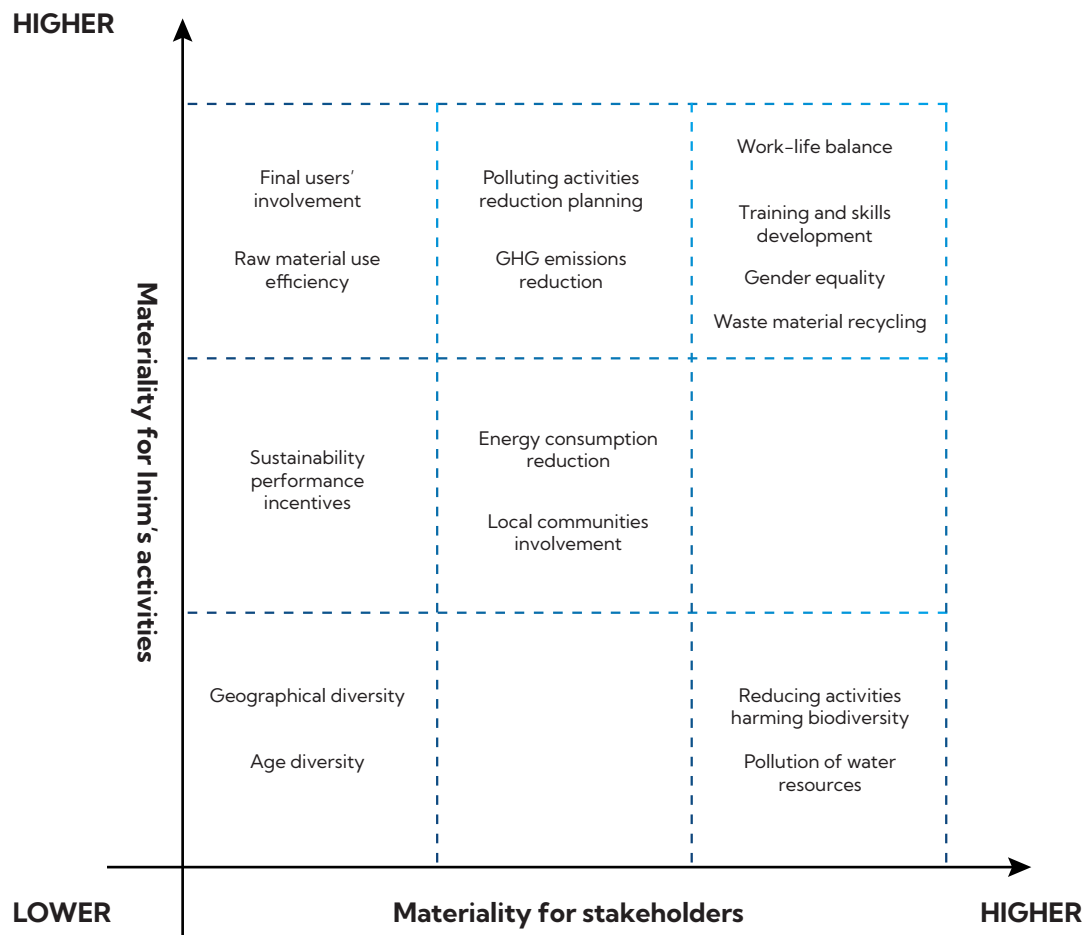 HIGHER
Materiality for Inim's activities
Final users'
involvement
Raw material use
efficiency
Polluting activities
reduction planning
GHG emissions
reduction
Work-life balance
Training and skills
development
Gender equality
Waste material recycling
Sustainability
performance
incentives
Energy consumption
reduction
Local communities
involvement
Geographical diversity
Age diversity
Reducing activities
harming biodiversity
Pollution of water
resources
LOWER
Materiality for stakeholders
HIGHER